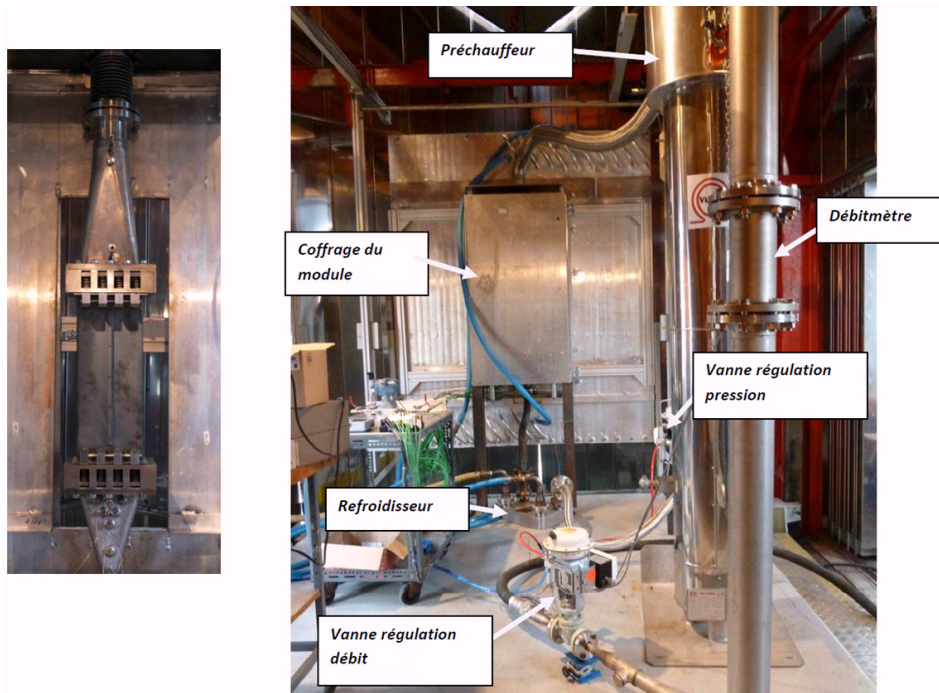 Préchauffeur
Débitmètre
Coffrage du
module
Vanne régulation
pression
Refroidisseur
Vanne régulation
débit